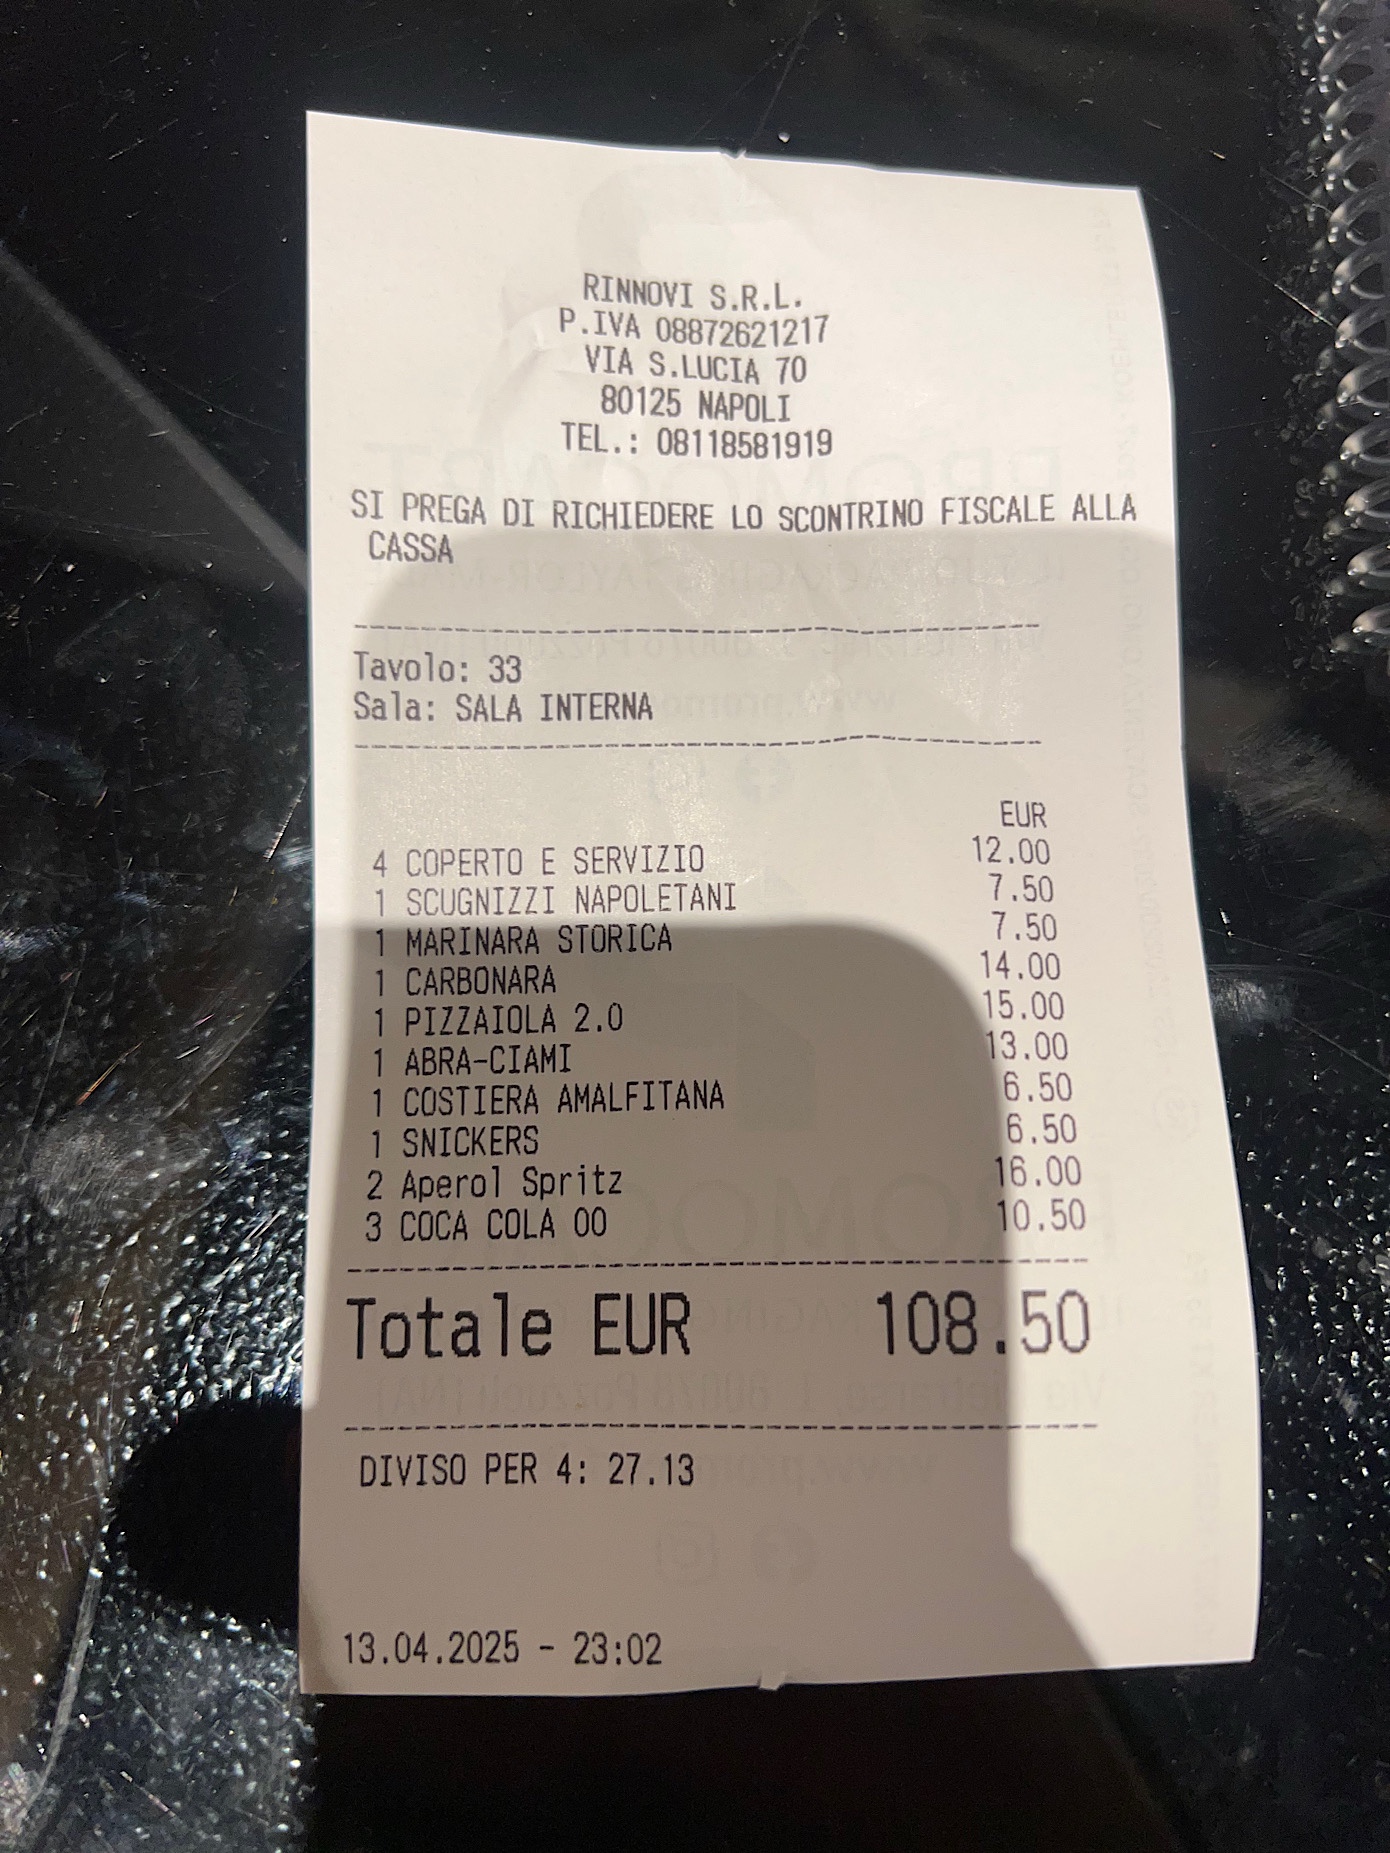 RINNOVI S.R.L.
P.IVA 08872621217
VIA S.LUCIA 70
80125 NAPOLI
TEL.: 08118581919
SI PREGA DI RICHIEDERE LO SCONTRINO FISCALE ALLA
CASSA
Tavolo: 33
Sala: SALA INTERNA
EUR
4 COPERTO E SERVIZIO 12.00
1 SCUGNIZZI NAPOLETANI 7.50
1 MARINARA STORICA 7.50
1 CARBONARA 14.00
1 PIZZAIOLA 2.0 15.00
1 ABRA-CIAMI 13.00
1 COSTIERA AMALFITANA 6.50
1 SNICKERS 6.50
2 Aperol Spritz 16.00
3 COCA COLA 00 10.50
Totale EUR 108.50
DIVISO PER 4: 27.13
13.04.2025 - 23:02